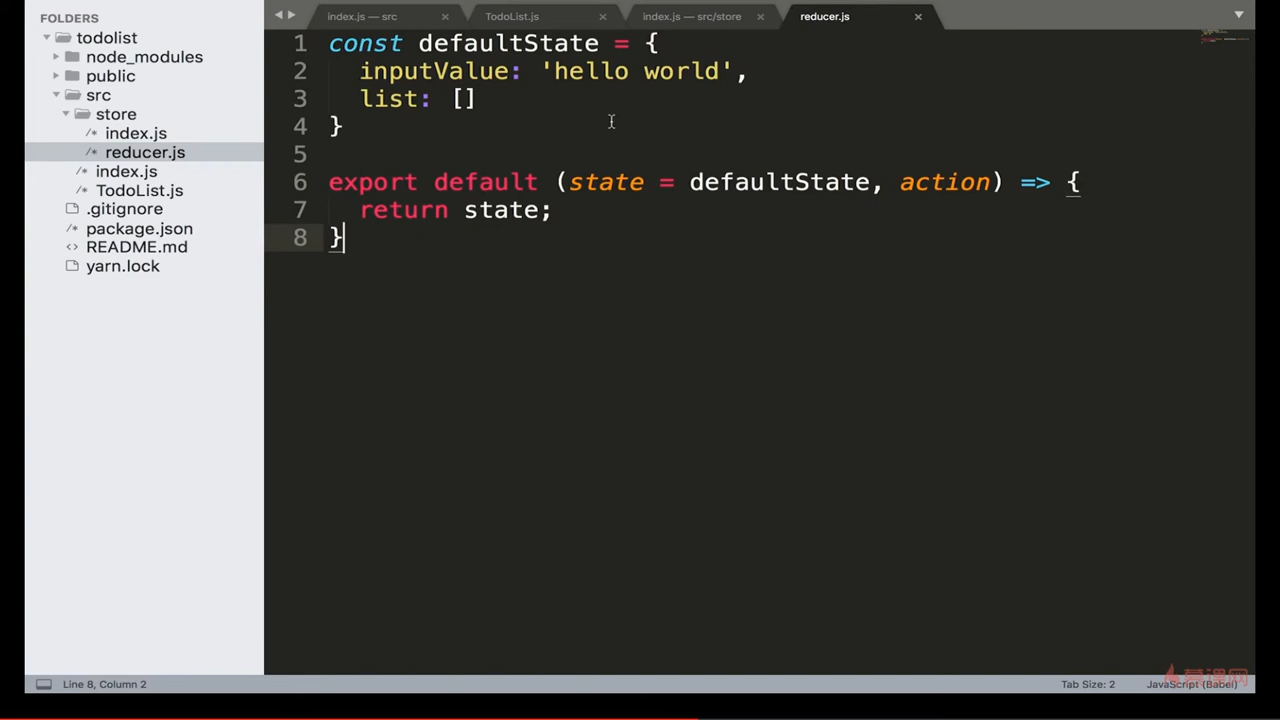 FOLDERS
todolist
node_modules
public
src
store
index.js
reducer.js
index.js
TodoList.js
.gitignore
package.json
README.md
yarn.lock
index.js — src
TodoList.js
index.js — src/store
reducer.js
1 const defaultState = {
2   inputValue: 'hello world',
3   list: []
4 }
5
6 export default (state = defaultState, action) => {
7   return state;
8 }
Line 8, Column 2
Tab Size: 2
JavaScript (Babel)
慕课网